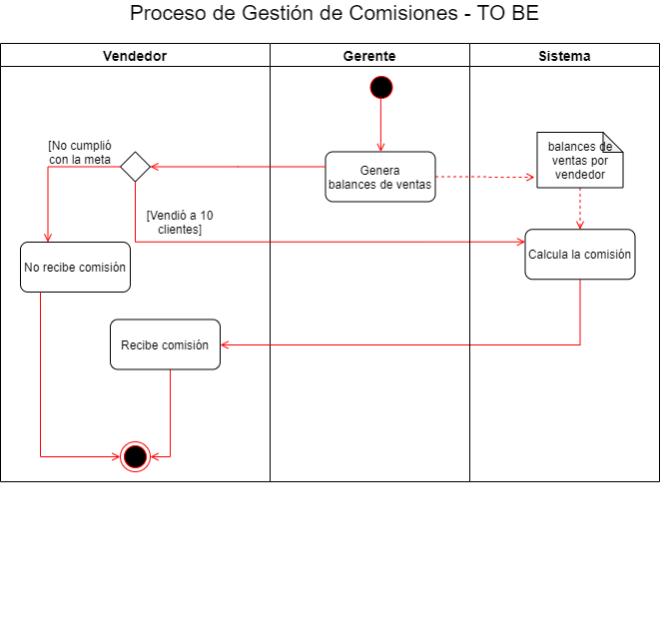 Proceso de Gestión de Comisiones - TO BE
Vendedor
Gerente
Sistema
[No cumplió
con la meta
balances de
ventas por
vendedor
Genera
balances de ventas
[Vendió a 10
clientes]
Calcula la comisión
No recibe comisión
Recibe comisión